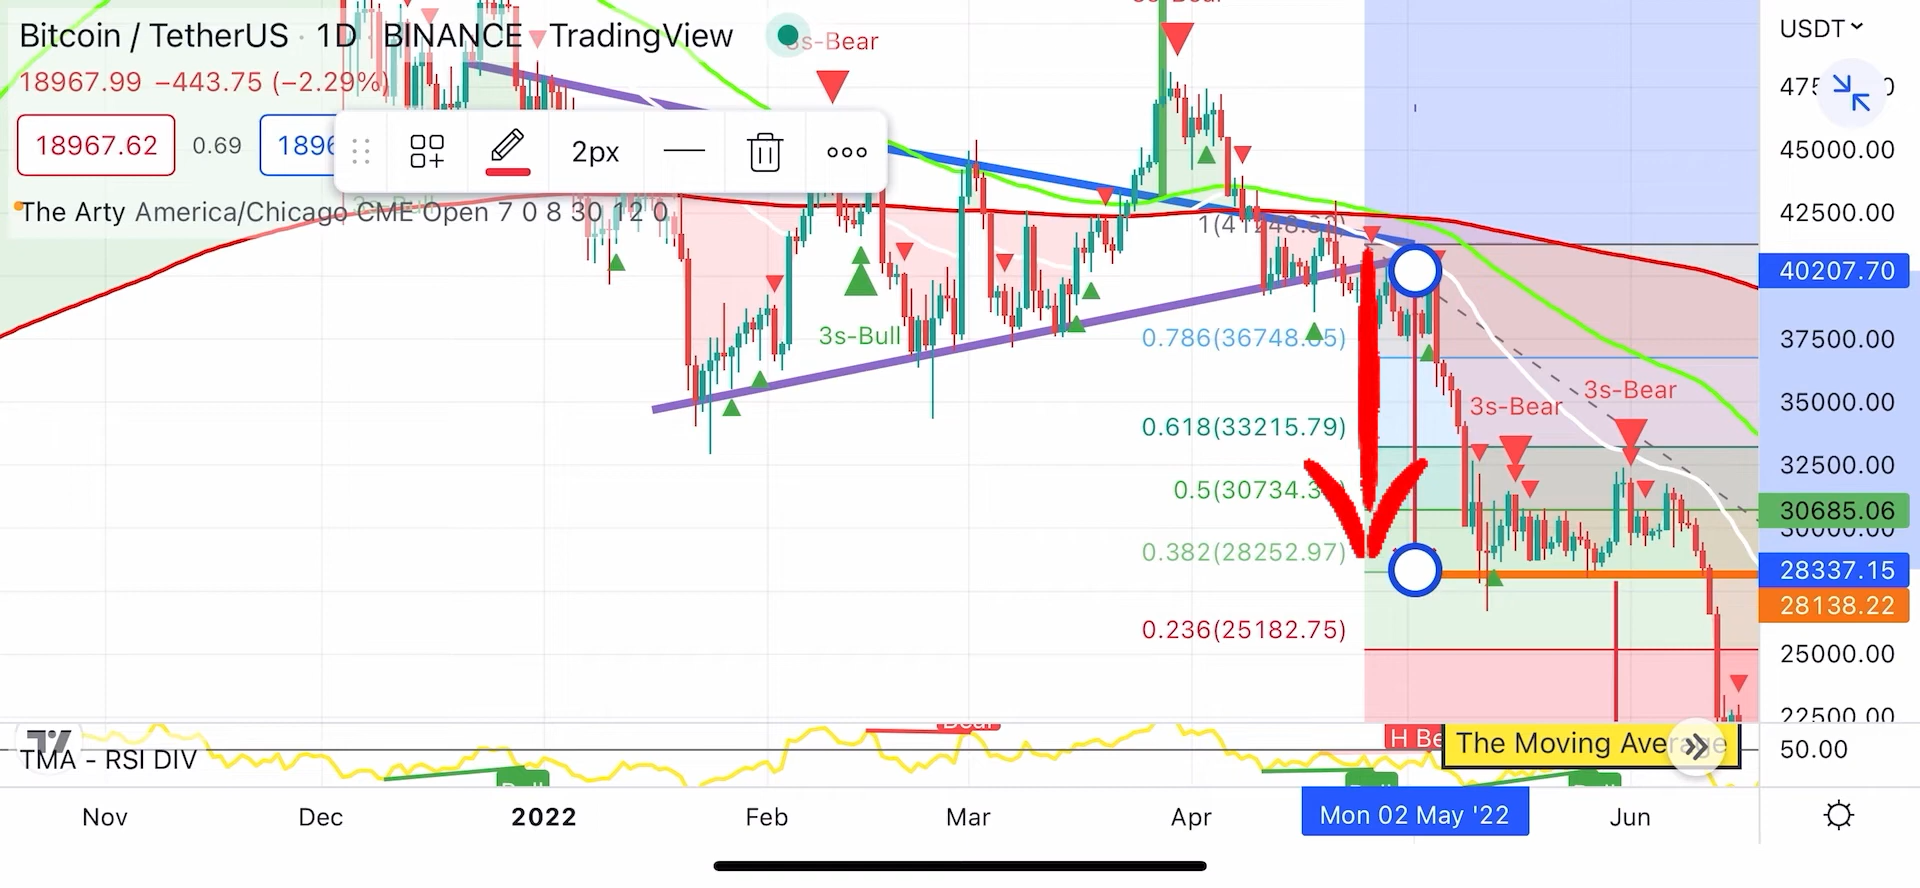 Bitcoin / TetherUS · 1D · BINANCE · TradingView
18967.99 −443.75 (−2.29%)
18967.62
0.69
1896
2px
The Arty America/Chicago CME Open 7 0 8 30 12 0
3s-Bear
3s-Bull
3s-Bear
3s-Bear
0.786(36748.
0.618(33215.79)
0.5(30734.3
0.382(28252.97)
0.236(25182.75)
USDT
45000.00
42500.00
40207.70
37500.00
35000.00
32500.00
30685.06
30000.00
28337.15
28138.22
25000.00
22500.00
50.00
TMA - RSI DIV
H Be
The Moving Average
Nov
Dec
2022
Feb
Mar
Apr
Mon 02 May '22
Jun